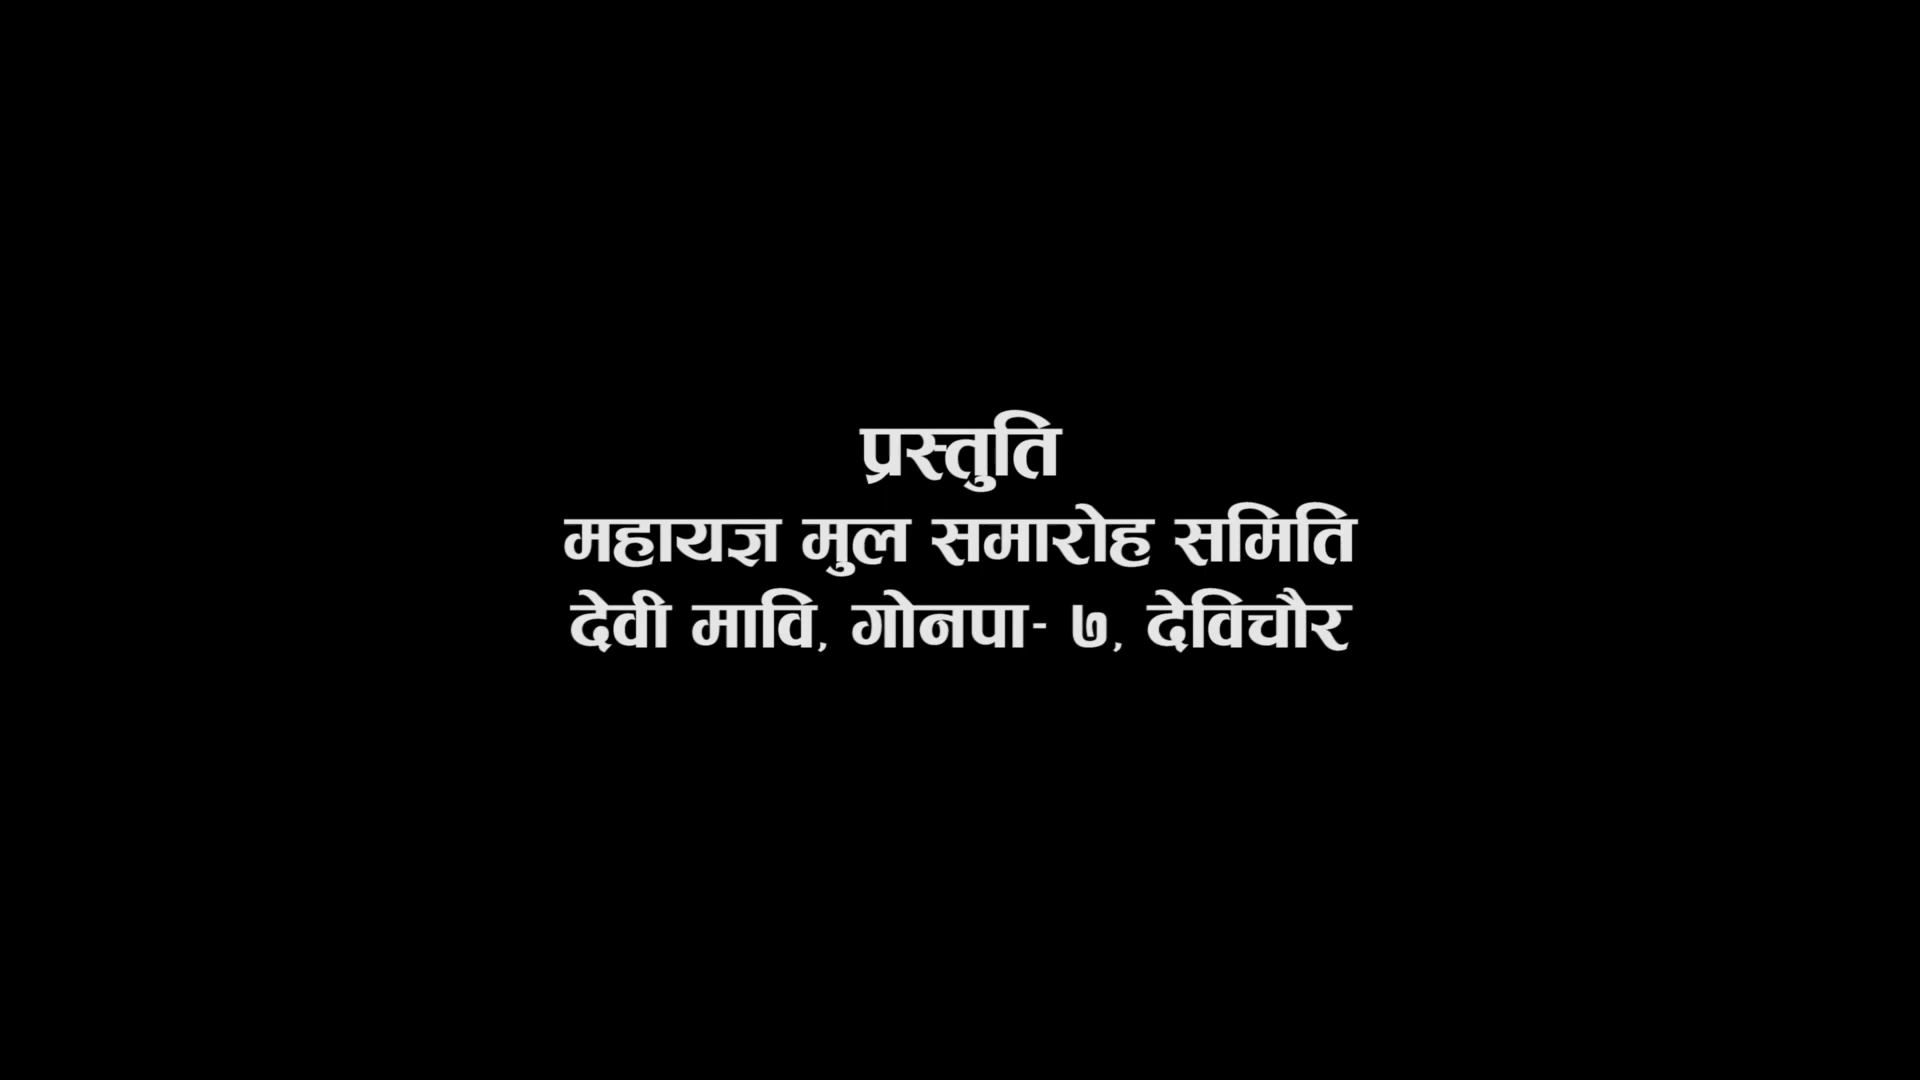 प्रस्तुति
महायज्ञ मुल समारोह समिति
देवी मावि, गोनपा- ७, देविचौर